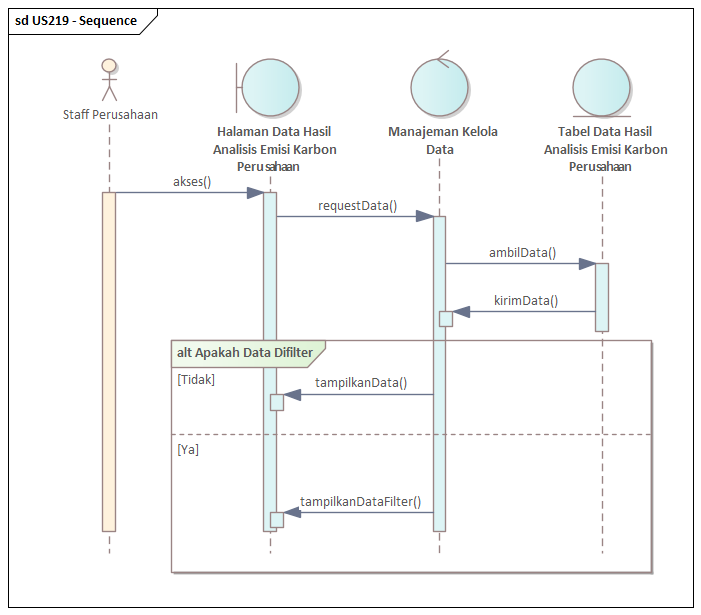 sd US219 - Sequence
Staff Perusahaan
Halaman Data Hasil
Analisis Emisi Karbon
Perusahaan
Manajeman Kelola
Data
Tabel Data Hasil
Analisis Emisi Karbon
Perusahaan
akses()
requestData()
ambilData()
kirimData()
alt Apakah Data Difilter
[Tidak]
tampilkanData()
[Ya]
tampilkanDataFilter()